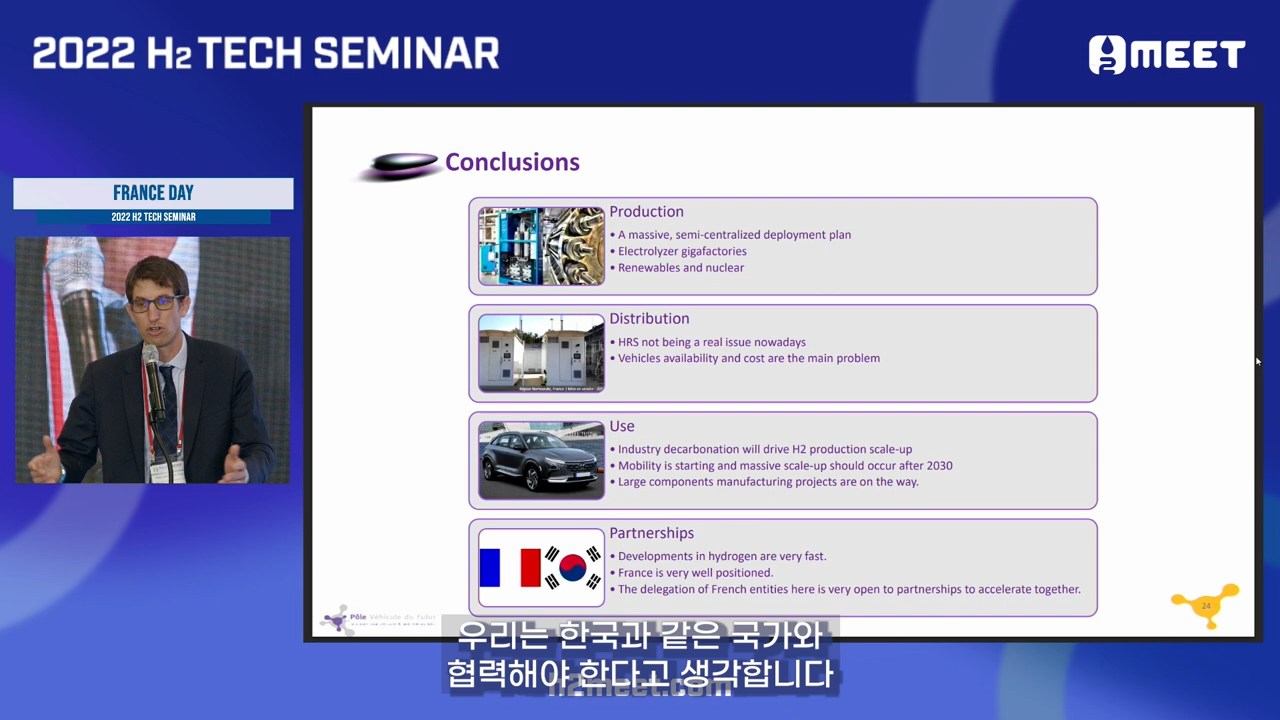 2022 H2 TECH SEMINAR
H2 MEET
FRANCE DAY
2022 H2 TECH SEMINAR
Conclusions
Production
• A massive, semi-centralized deployment plan
• Electrolyzer gigafactories
• Renewables and nuclear
Distribution
• HRS not being a real issue nowadays
• Vehicles availability and cost are the main problem
Use
• Industry decarbonation will drive H2 production scale-up
• Mobility is starting and massive scale-up should occur after 2030
• Large components manufacturing projects are on the way.
Partnerships
• Developments in hydrogen are very fast.
• France is very well positioned.
• The delegation of French entities here is very open to partnerships to accelerate together.
Pôle Véhicule du Futur
24
우리는 한국과 같은 국가와
협력해야 한다고 생각합니다
h2meet.com